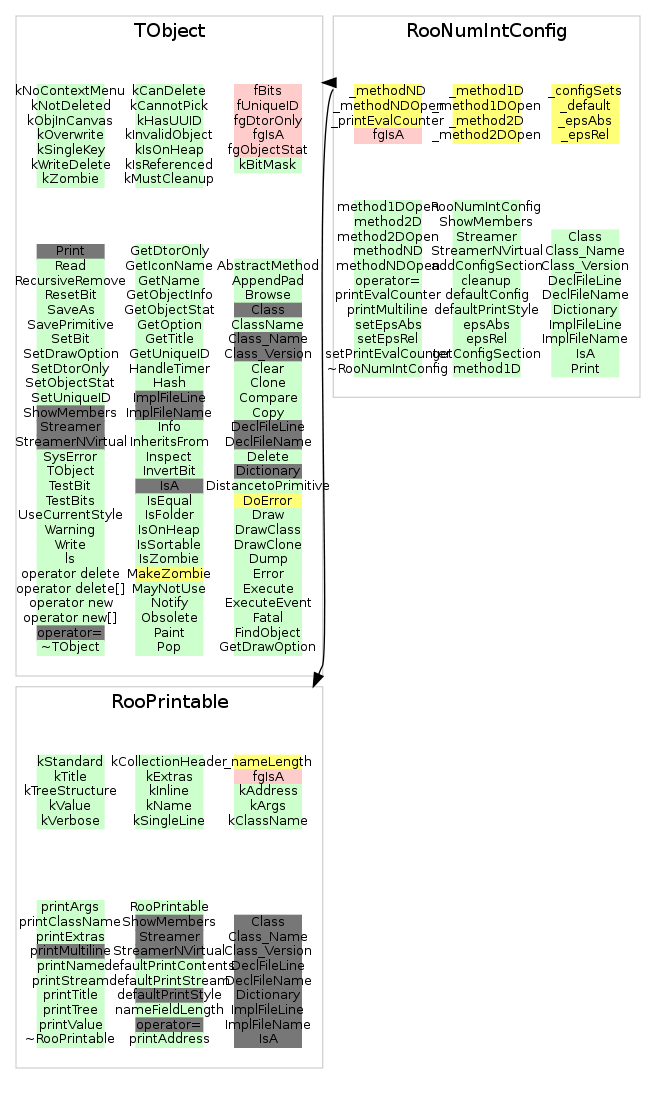 TObject
kNoContextMenu kCanDelete fBits
kNotDeleted kCannotPick fUniqueID
kObjInCanvas kHasUUID fgDtorOnly
kOverwrite kInvalidObject fgIsA
kSingleKey kIsOnHeap fgObjectStat
kWriteDelete kIsReferenced kBitMask
kZombie kMustCleanup
Print GetDtorOnly
Read GetIconName AbstractMethod
RecursiveRemove GetName AppendPad
ResetBit GetObjectInfo Browse
SaveAs GetObjectStat Class
SavePrimitive GetOption ClassName
SetBit GetTitle Class_Name
SetDrawOption GetUniqueID Class_Version
SetDtorOnly HandleTimer Clear
SetObjectStat Hash Clone
SetUniqueID ImplFileLine Compare
ShowMembers ImplFileName Copy
Streamer Info DeclFileLine
StreamerNVirtual InheritsFrom DeclFileName
SysError Inspect Delete
TObject InvertBit Dictionary
TestBit IsA DistancetoPrimitive
TestBits IsEqual DoError
UseCurrentStyle IsFolder Draw
Warning IsOnHeap DrawClass
Write IsSortable DrawClone
ls IsZombie Dump
operator delete MakeZombie Error
operator delete[] MayNotUse Execute
operator new Notify ExecuteEvent
operator new[] Obsolete Fatal
operator= Paint FindObject
~TObject Pop GetDrawOption
RooNumIntConfig
_methodND _method1D _configSets
_methodNDOpen _method1DOpen _default
_printEvalCounter _method2D _epsAbs
fgIsA _method2DOpen _epsRel
method1DOpen RooNumIntConfig
method2D ShowMembers
method2DOpen Streamer Class
methodND StreamerNVirtual Class_Name
methodNDOpen addConfigSection Class_Version
operator= cleanup DeclFileLine
printEvalCounter defaultConfig DeclFileName
printMultiline defaultPrintStyle Dictionary
setEpsAbs epsAbs ImplFileLine
setEpsRel epsRel ImplFileName
setPrintEvalCounter getConfigSection IsA
~RooNumIntConfig method1D Print
RooPrintable
kStandard kCollectionHeader _nameLength
kTitle kExtras fgIsA
kTreeStructure kInline kAddress
kValue kName kArgs
kVerbose kSingleLine kClassName
printArgs RooPrintable
printClassName ShowMembers Class
printExtras Streamer Class_Name
printMultiline StreamerNVirtual Class_Version
printName defaultPrintContents DeclFileLine
printStream defaultPrintStream DeclFileName
printTitle defaultPrintStyle Dictionary
printTree nameFieldLength ImplFileLine
printValue operator= ImplFileName
~RooPrintable printAddress IsA